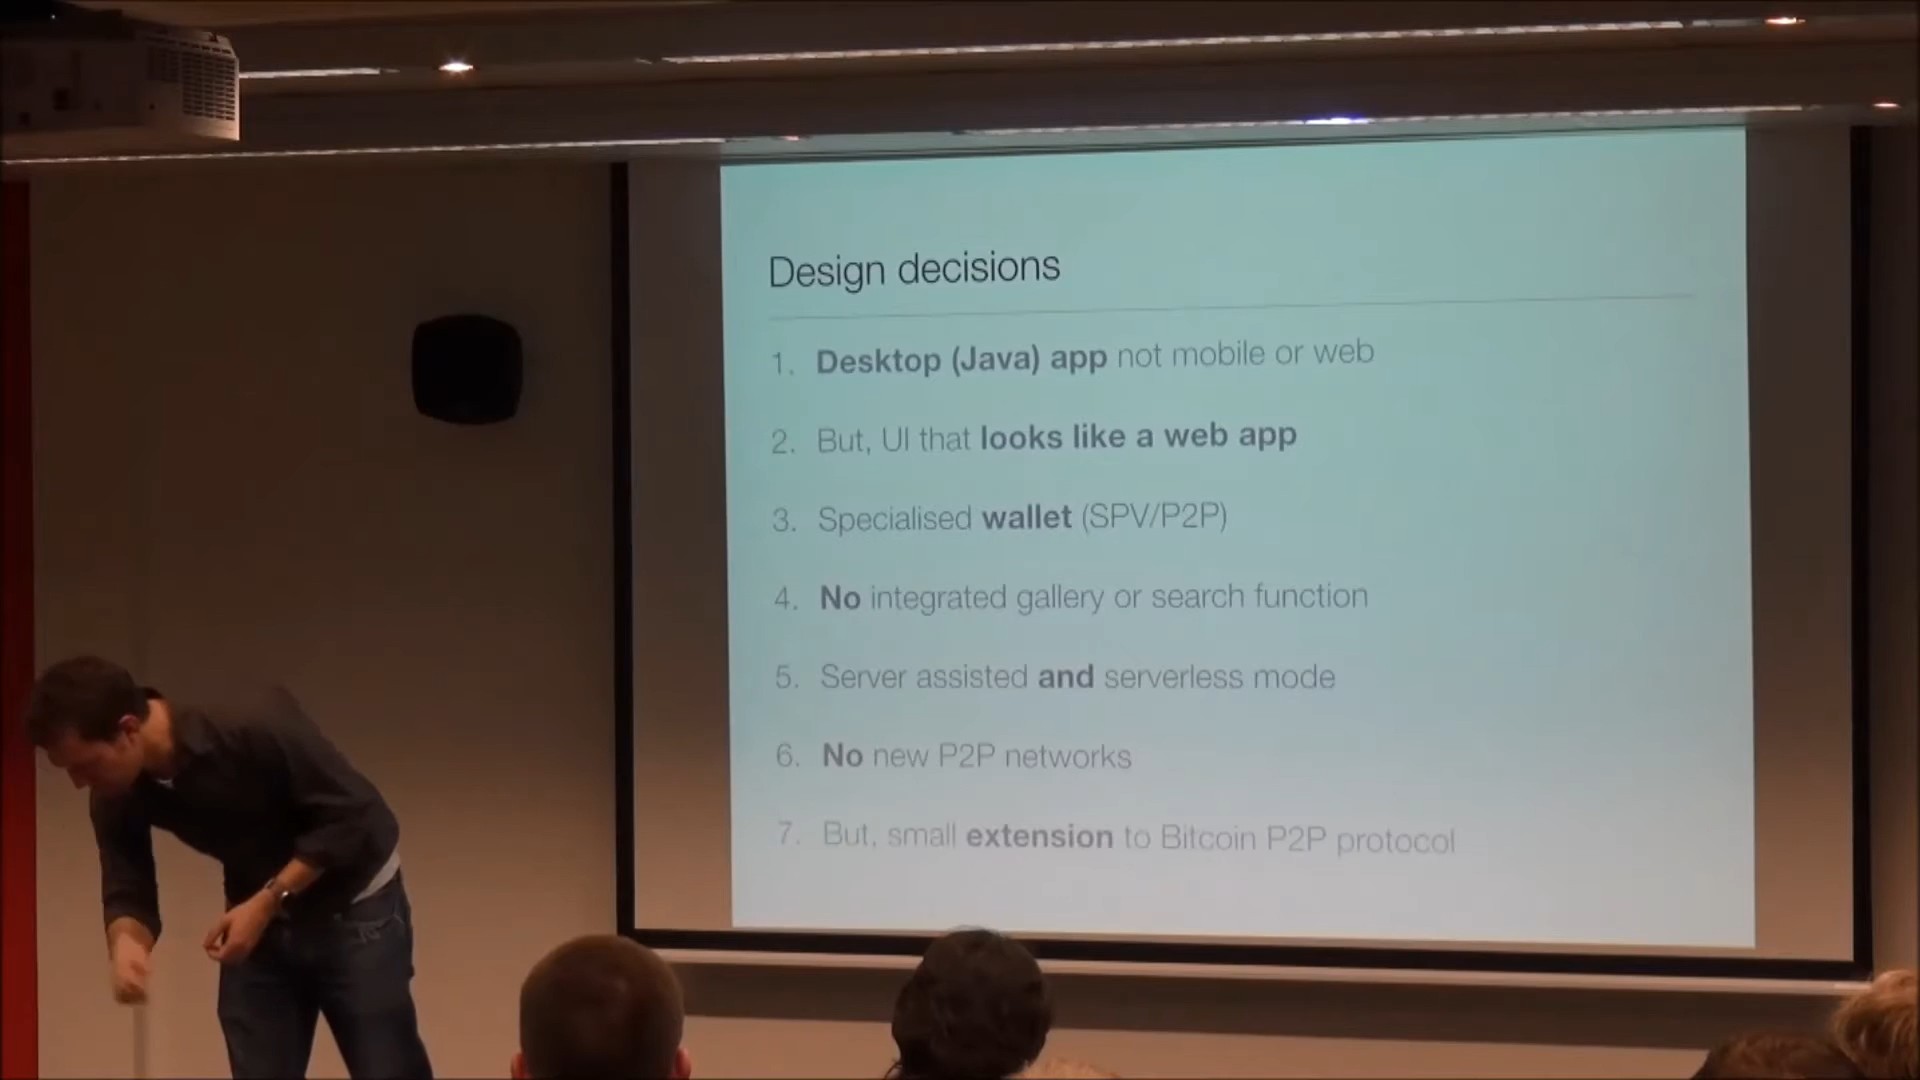 Design decisions
1. Desktop (Java) app not mobile or web
2. But, UI that looks like a web app
3. Specialised wallet (SPV/P2P)
4. No integrated gallery or search function
5. Server assisted and serverless mode
6. No new P2P networks
7. But, small extension to Bitcoin P2P protocol